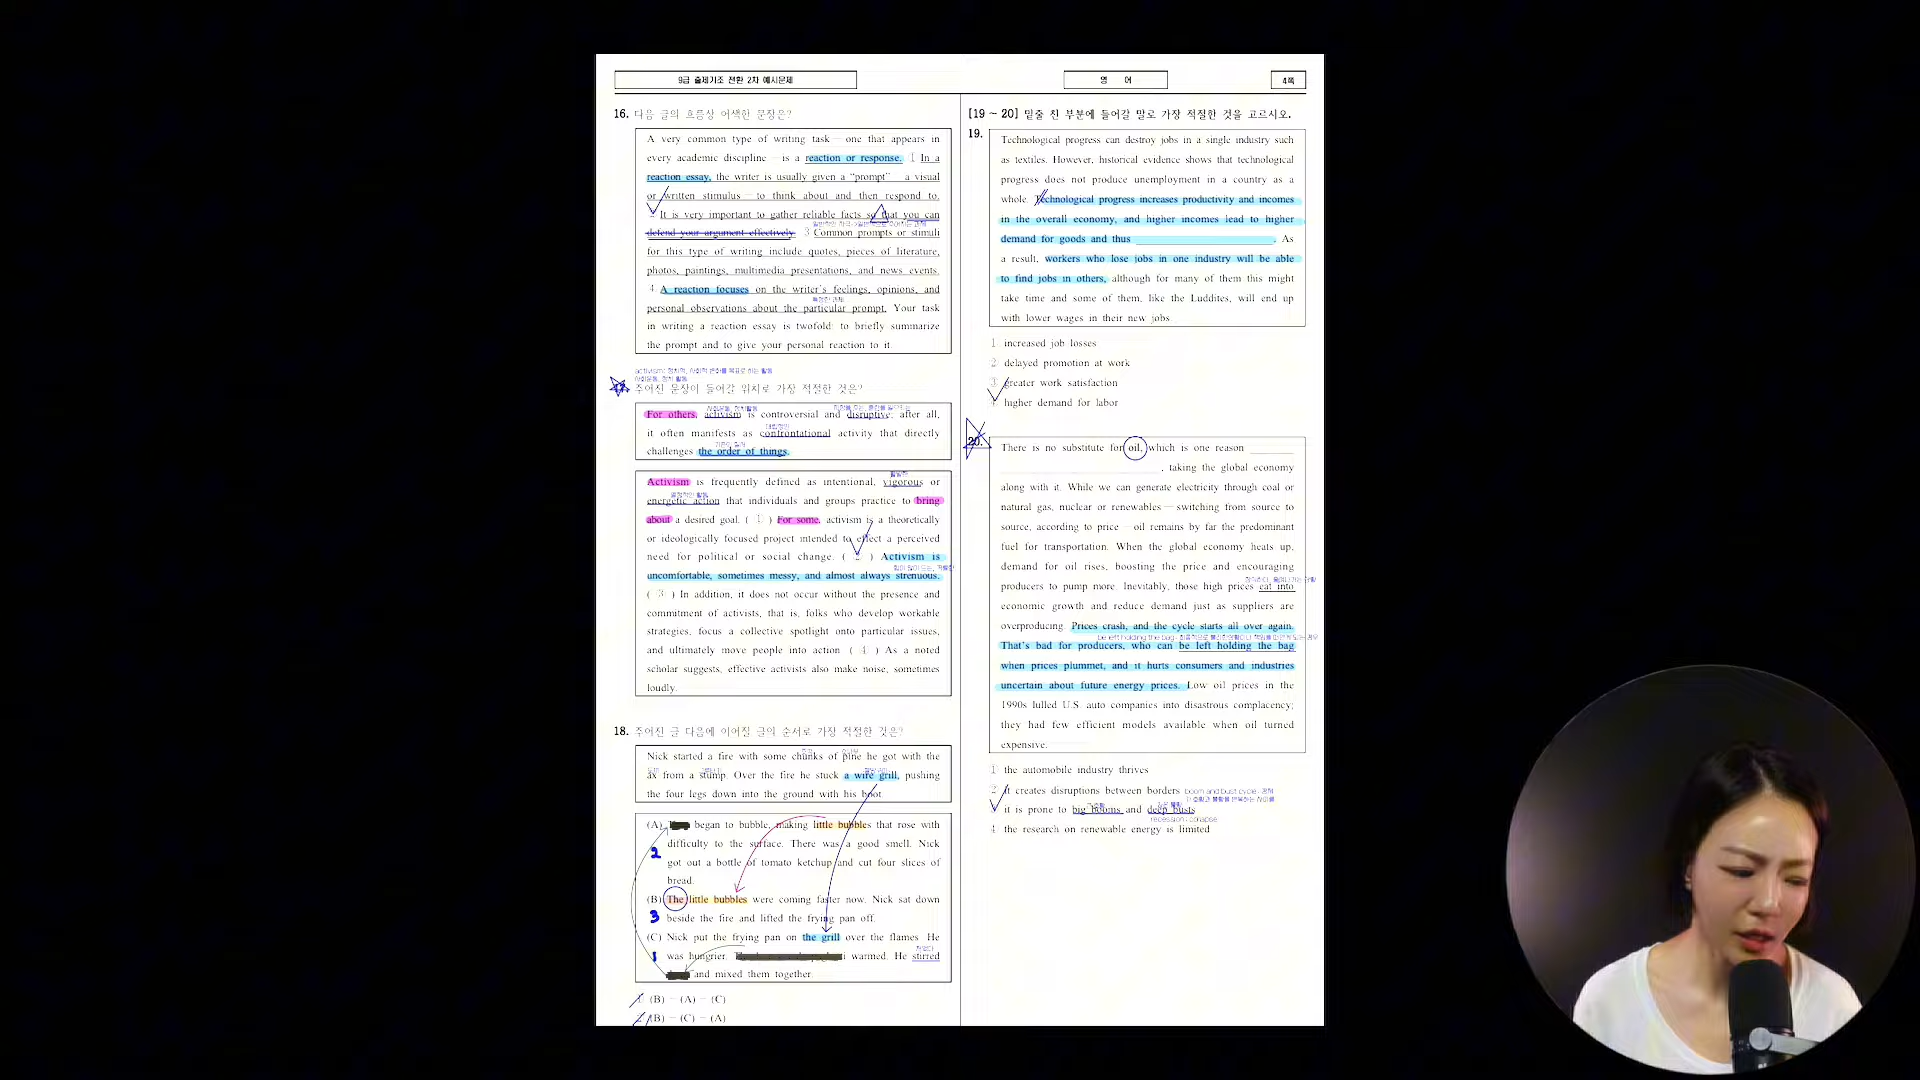 9급 출제기조 전환 2차 예시문제
영 어
4쪽
16. 다음 글의 흐름상 어색한 문장은?
A very common type of writing task — one that appears in
every academic discipline — is a reaction or response. ① In a
reaction essay, the writer is usually given a “prompt” — a visual
or written stimulus — to think about and then respond to.
It is very important to gather reliable facts so that you can
defend your argument effectively. ③ Common prompts or stimuli
for this type of writing include quotes, pieces of literature,
photos, paintings, multimedia presentations, and news events.
④ A reaction focuses on the writer's feelings, opinions, and
personal observations about the particular prompt. Your task
in writing a reaction essay is twofold: to briefly summarize
the prompt and to give your personal reaction to it.
17. 주어진 문장이 들어갈 위치로 가장 적절한 것은?
For others, activism is controversial and disruptive; after all,
it often manifests as confrontational activity that directly
challenges the order of things.
Activism is frequently defined as intentional, vigorous or
energetic action that individuals and groups practice to bring
about a desired goal. ( ① ) For some, activism is a theoretically
or ideologically focused project intended to effect a perceived
need for political or social change. ( ② ) Activism is
uncomfortable, sometimes messy, and almost always strenuous.
( ③ ) In addition, it does not occur without the presence and
commitment of activists, that is, folks who develop workable
strategies, focus a collective spotlight onto particular issues,
and ultimately move people into action. ( ④ ) As a noted
scholar suggests, effective activists also make noise, sometimes
loudly.
18. 주어진 글 다음에 이어질 글의 순서로 가장 적절한 것은?
Nick started a fire with some chunks of pine he got with the
ax from a stump. Over the fire he stuck a wire grill, pushing
the four legs down into the ground with his boot.
(A) began to bubble, making little bubbles that rose with
difficulty to the surface. There was a good smell. Nick
got out a bottle of tomato ketchup and cut four slices of
bread.
2
(B) The little bubbles were coming faster now. Nick sat down
3 beside the fire and lifted the frying pan off.
(C) Nick put the frying pan on the grill over the flames. He
1 was hungrier. warmed. He stirred
and mixed them together.
① (B) - (A) - (C)
② (B) - (C) - (A)
[19 ~ 20] 밑줄 친 부분에 들어갈 말로 가장 적절한 것을 고르시오.
19.
Technological progress can destroy jobs in a single industry such
as textiles. However, historical evidence shows that technological
progress does not produce unemployment in a country as a
whole. Technological progress increases productivity and incomes
in the overall economy, and higher incomes lead to higher
demand for goods and thus ________. As
a result, workers who lose jobs in one industry will be able
to find jobs in others, although for many of them this might
take time and some of them, like the Luddites, will end up
with lower wages in their new jobs.
① increased job losses
② delayed promotion at work
③ greater work satisfaction
④ higher demand for labor
20.
There is no substitute for oil, which is one reason ____
________, taking the global economy
along with it. While we can generate electricity through coal or
natural gas, nuclear or renewables — switching from source to
source, according to price — oil remains by far the predominant
fuel for transportation. When the global economy heats up,
demand for oil rises, boosting the price and encouraging
producers to pump more. Inevitably, those high prices eat into
economic growth and reduce demand just as suppliers are
overproducing. Prices crash, and the cycle starts all over again.
That's bad for producers, who can be left holding the bag
when prices plummet, and it hurts consumers and industries
uncertain about future energy prices. Low oil prices in the
1990s lulled U.S. auto companies into disastrous complacency;
they had few efficient models available when oil turned
expensive.
① the automobile industry thrives
② it creates disruptions between borders boom and bust cycle
③ it is prone to big booms and deep busts
recession; collapse
④ the research on renewable energy is limited